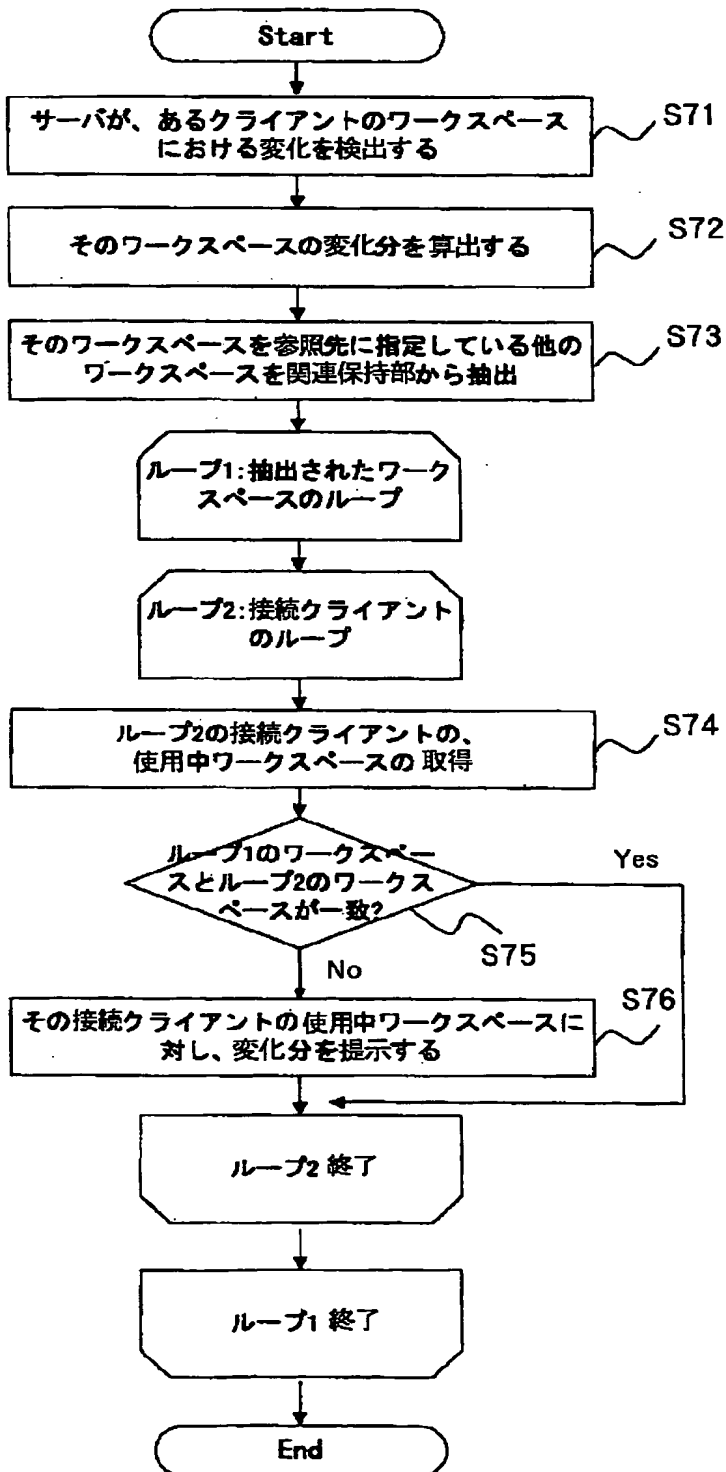 Start
サーバが、あるクライアントのワークスペース
における変化を検出する
S71
そのワークスペースの変化分を算出する
S72
そのワークスペースを参照先に指定している他の
ワークスペースを関連保持部から抽出
S73
ループ1:抽出されたワーク
スペースのループ
ループ2:接続クライアント
のループ
ループ2の接続クライアントの、
使用中ワークスペースの 取得
S74
ループ1のワークスペー
スとループ2のワークス
ペースが一致?
Yes
S75
No
その接続クライアントの使用中ワークスペースに
対し、変化分を提示する
S76
ループ2 終了
ループ1 終了
End